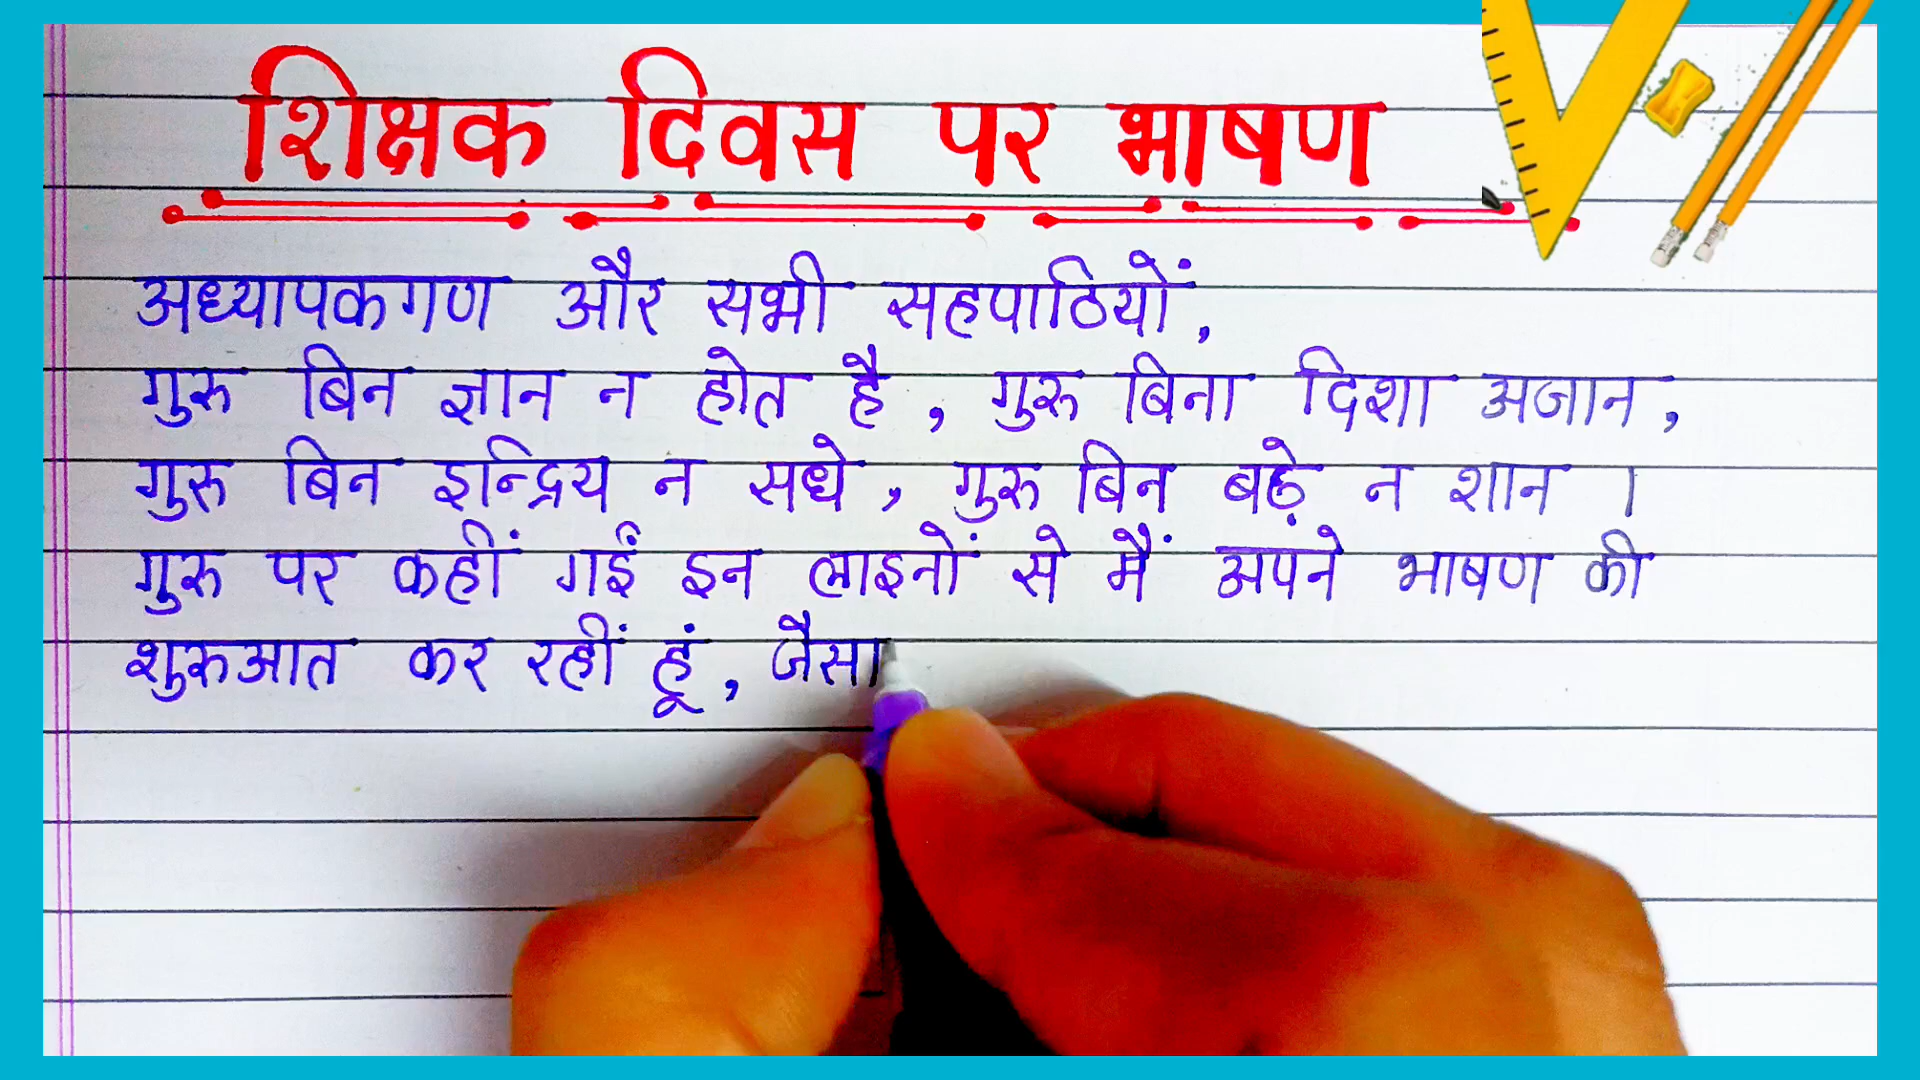 शिक्षक दिवस पर भाषण
अध्यापकगण और सभी सहपाठियों,
गुरु बिन ज्ञान न होत है, गुरु बिना दिशा अजान,
गुरु बिन इन्द्रिय न सधे, गुरु बिन बढ़े न शान ।
गुरु पर कहीं गईं इन लाइनों से मैं अपने भाषण की
शुरुआत कर रहीं हूं, जैसा